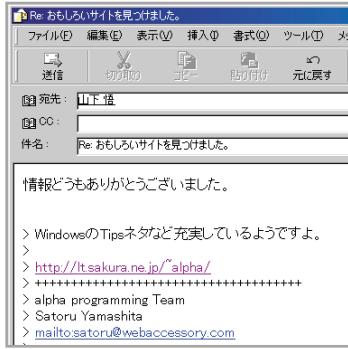 Re: おもしろいサイトを見つけました。
ファイル(F) 編集(E) 表示(V) 挿入(I) 書式(O) ツール(T)
送信 切り取り コピー 貼り付け 元に戻す
宛先: 山下 悟
CC:
件名: Re: おもしろいサイトを見つけました。
情報どうもありがとうございました。
> WindowsのTipsネタなど充実しているようですよ。
>
> http://lt.sakura.ne.jp/~alpha/
> ++++++++++++++++++++++++++++++++++++
> alpha programming Team
> Satoru Yamashita
> mailto:satoru@webaccessory.com